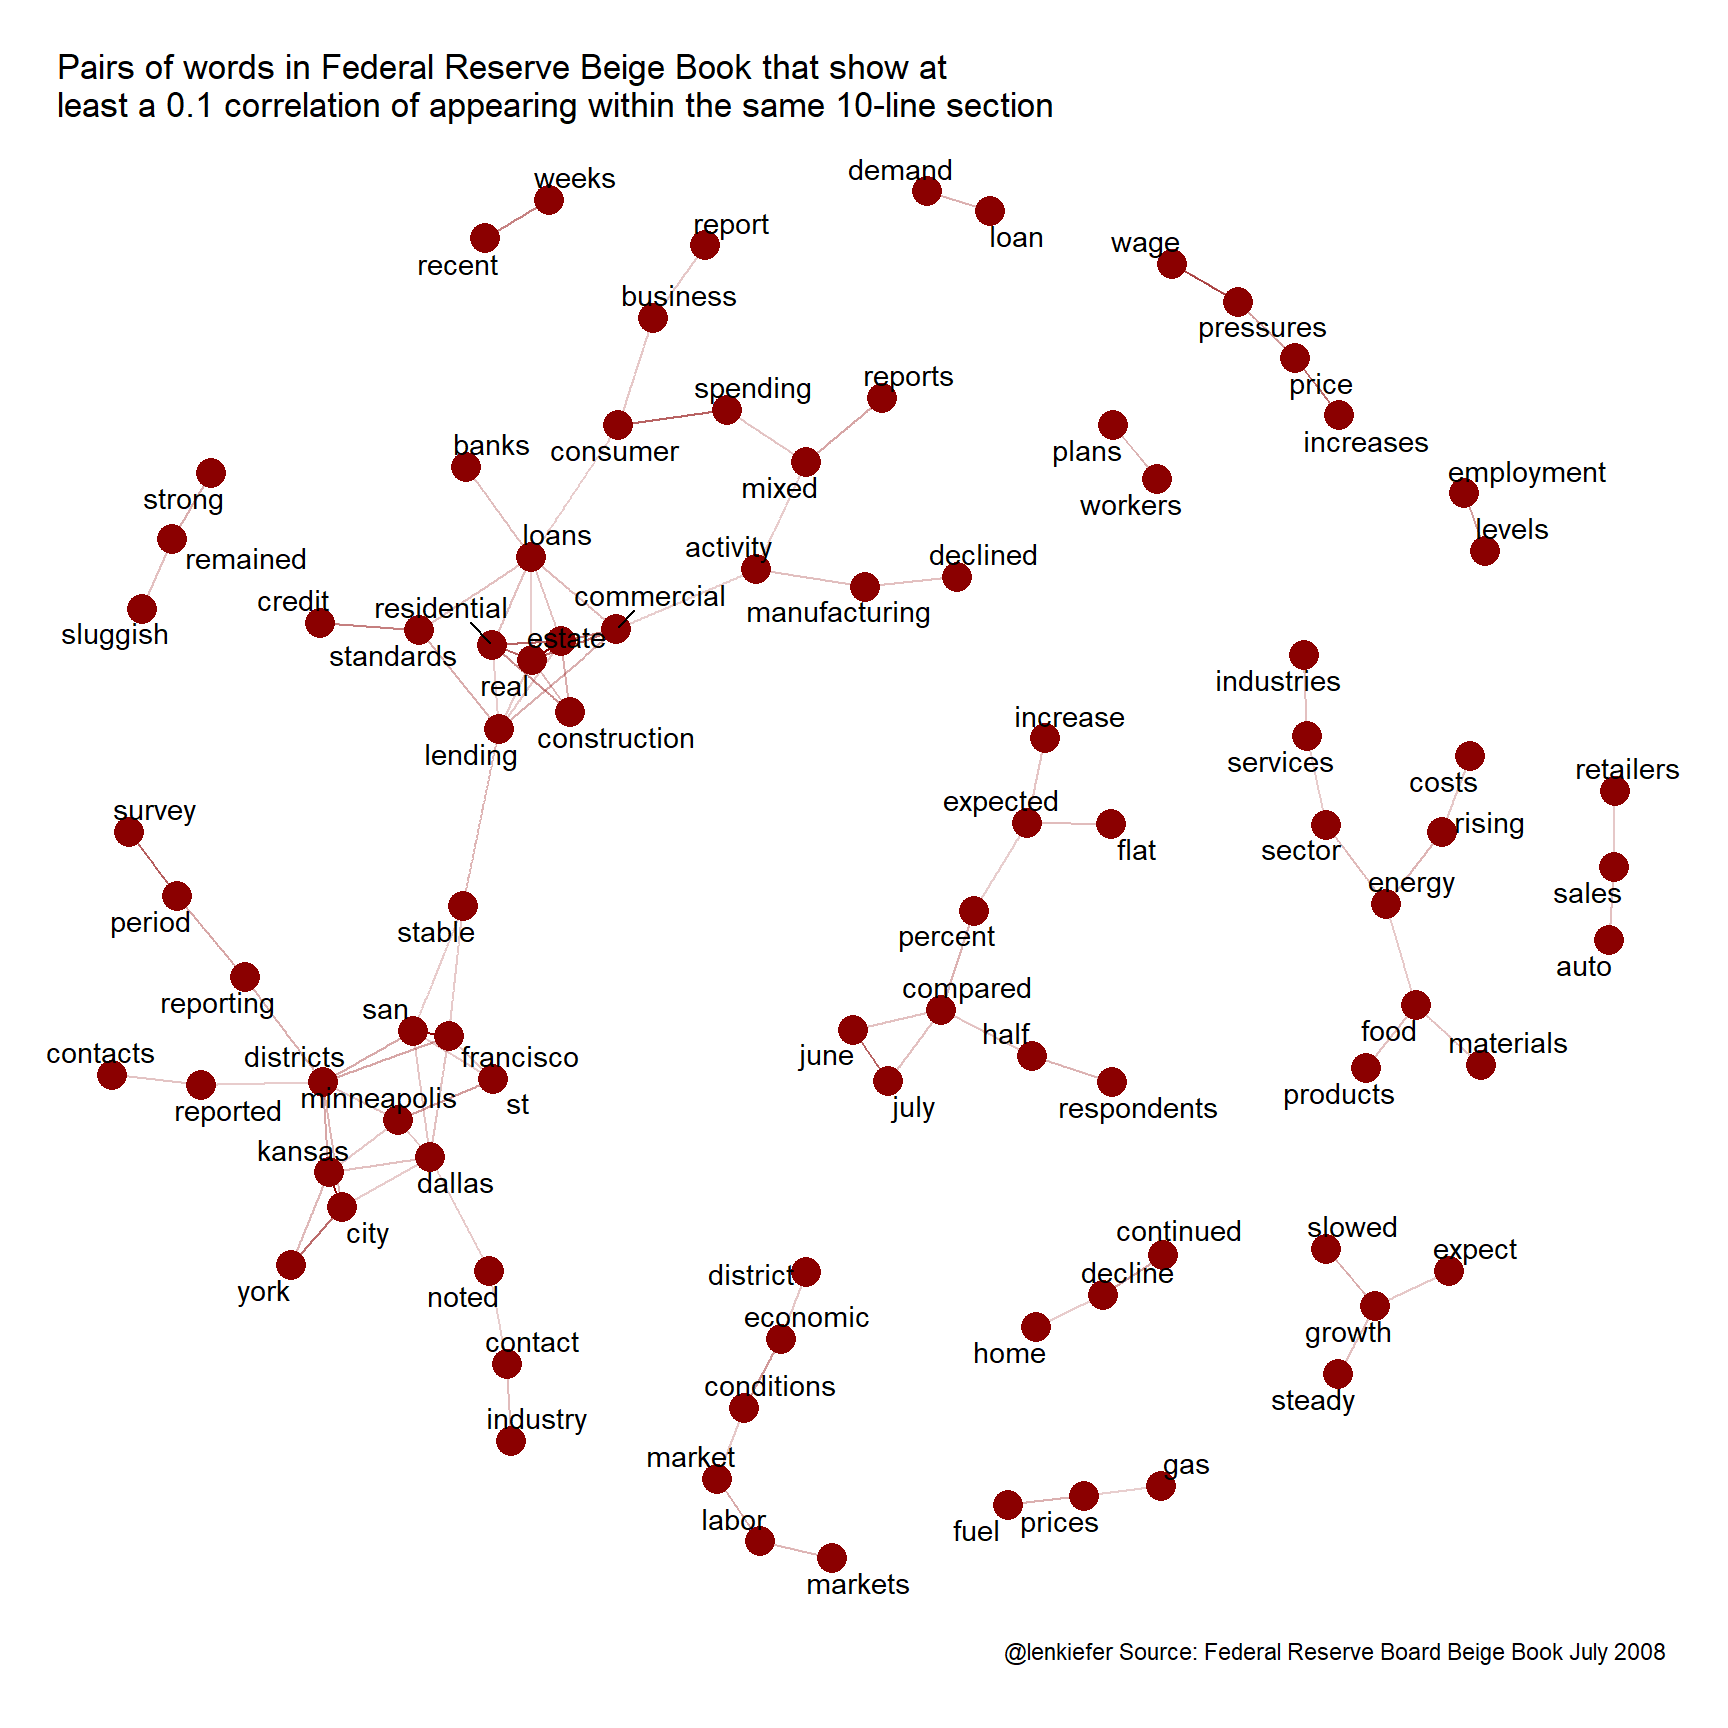 Pairs of words in Federal Reserve Beige Book that show at
least a 0.1 correlation of appearing within the same 10-line section
weeks
demand
report
loan
wage
recent
business
pressures
reports
spending
price
increases
banks
consumer
plans
employment
mixed
strong
workers
loans
levels
activity
declined
remained
commercial
credit
residential
manufacturing
sluggish
estate
standards
industries
real
increase
construction
lending
services
retailers
costs
expected
survey
rising
flat
sector
energy
sales
period
stable
percent
auto
compared
reporting
san
half
food
materials
contacts
districts
francisco
june
minneapolis
products
st
reported
july
respondents
kansas
dallas
slowed
continued
city
expect
district
decline
york
noted
economic
growth
contact
home
conditions
steady
industry
market
gas
labor
fuel
prices
markets
@lenkiefer Source: Federal Reserve Board Beige Book July 2008